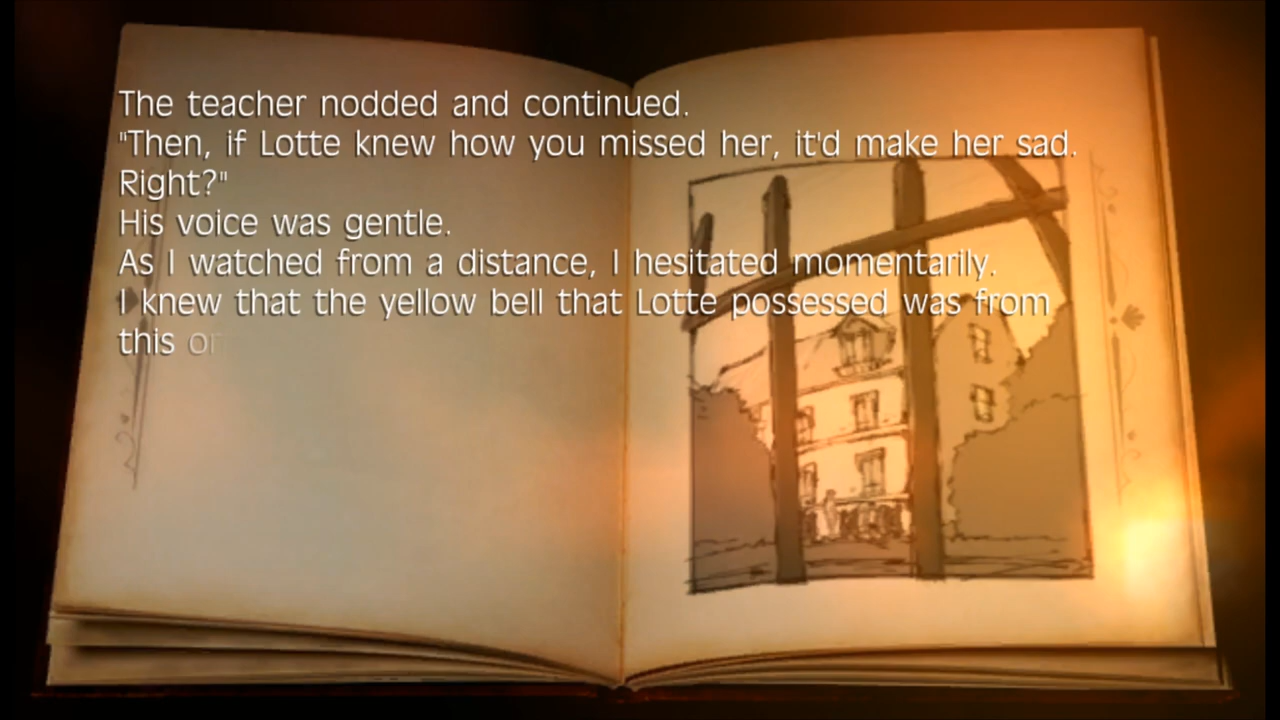 The teacher nodded and continued.
"Then, if Lotte knew how you missed her, it'd make her sad.
Right?"
His voice was gentle.
As I watched from a distance, I hesitated momentarily.
I knew that the yellow bell that Lotte possessed was from
this or